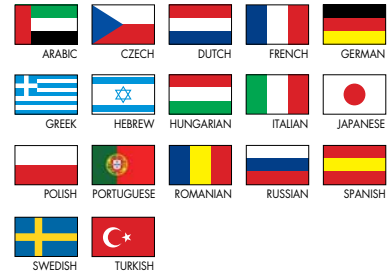 ARABIC CZECH DUTCH FRENCH GERMAN
GREEK HEBREW HUNGARIAN ITALIAN JAPANESE
POLISH PORTUGUESE ROMANIAN RUSSIAN SPANISH
SWEDISH TURKISH